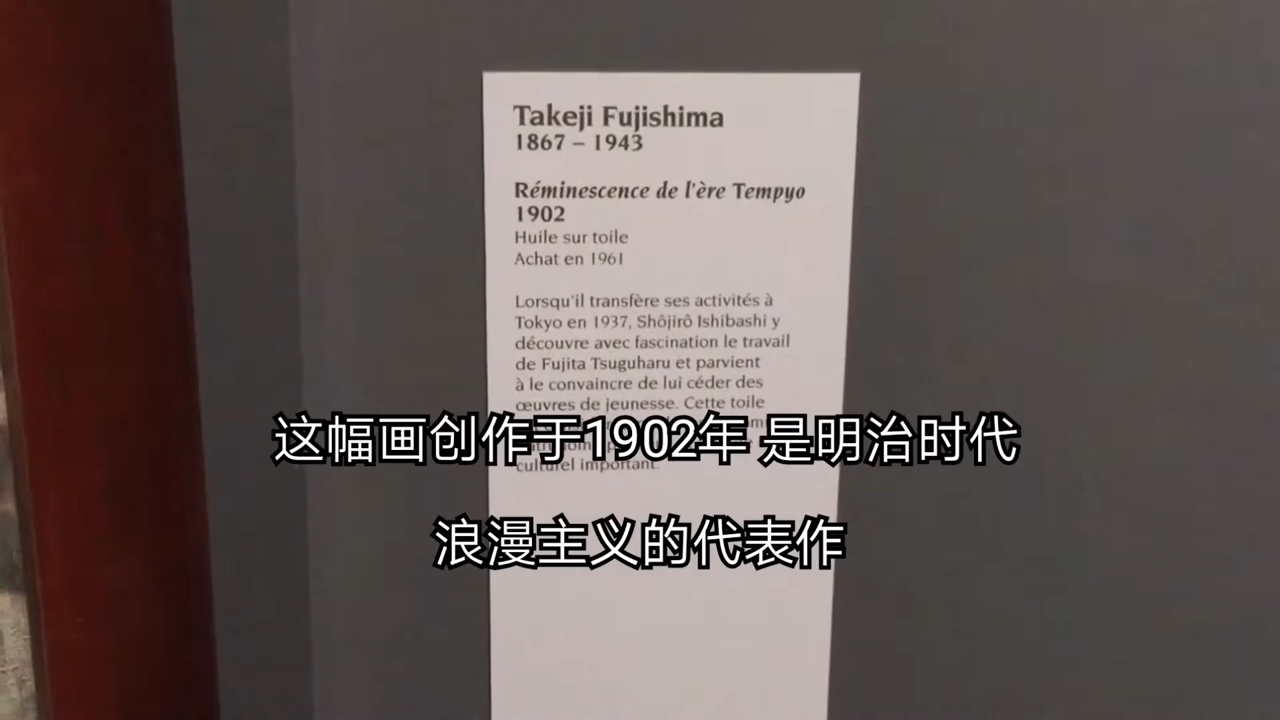 Takeji Fujishima
1867 – 1943
Réminescence de l'ère Tempyo
1902
Huile sur toile
Achat en 1961
Lorsqu'il transfère ses activités à
Tokyo en 1937, Shôjirô Ishibashi y
découvre avec fascination le travail
de Fujita Tsuguharu et parvient
à le convaincre de lui céder des
œuvres de jeunesse. Cette toile
这幅画创作于1902年 是明治时代
culturel important.
浪漫主义的代表作